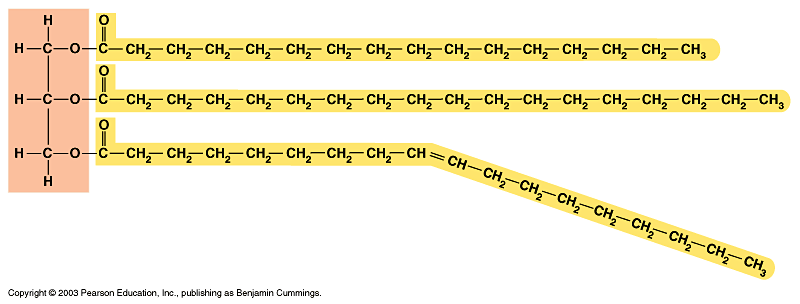 H O
H—C—O—C—CH₂—CH₂—CH₂—CH₂—CH₂—CH₂—CH₂—CH₂—CH₂—CH₂—CH₂—CH₂—CH₂—CH₂—CH₃
O
H—C—O—C—CH₂—CH₂—CH₂—CH₂—CH₂—CH₂—CH₂—CH₂—CH₂—CH₂—CH₂—CH₂—CH₂—CH₂—CH₂—CH₂—CH₃
O
H—C—O—C—CH₂—CH₂—CH₂—CH₂—CH₂—CH₂—CH₂—CH=CH—CH₂—CH₂—CH₂—CH₂—CH₂—CH₂—CH₂—CH₃
H
Copyright © 2003 Pearson Education, Inc., publishing as Benjamin Cummings.